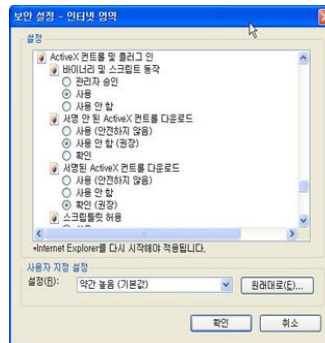 보안 설정 - 인터넷 영역
설정
ActiveX 컨트롤 및 플러그 인
바이너리 및 스크립트 동작
관리자 승인
사용
사용 안 함
서명 안 된 ActiveX 컨트롤 다운로드
사용 (안전하지 않음)
사용 안 함 (권장)
확인
서명된 ActiveX 컨트롤 다운로드
사용 (안전하지 않음)
사용 안 함
확인 (권장)
스크립틀릿 허용
*Internet Explorer를 다시 시작해야 적용됩니다.
사용자 지정 설정
설정(R):
약간 높음 (기본값)
원래대로(E)...
확인
취소